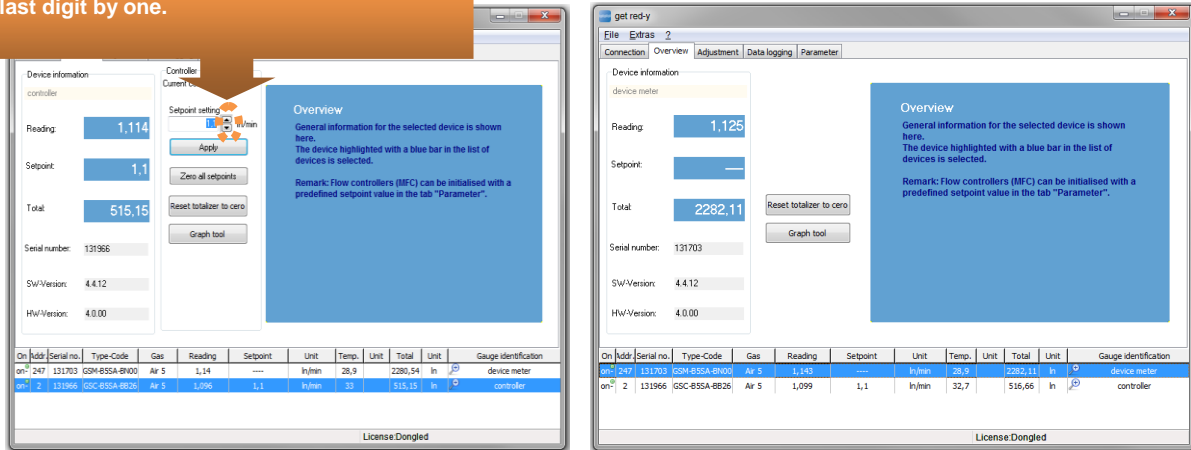 last digit by one.
Device information
controller
Controller
Setpoint setting
1,1
ln/min
Reading:
1,114
Apply
Setpoint:
1,1
Zero all setpoints
Total:
515,15
Reset totalizer to cero
Graph tool
Serial number:
131966
SW-Version:
4.4.12
HW-Version:
4.0.00
Overview
General information for the selected device is shown
here.
The device highlighted with a blue bar in the list of
devices is selected.
Remark: Flow controllers (MFC) can be initialised with a
predefined setpoint value in the tab "Parameter".
On Addr. Serial no. Type-Code Gas Reading Setpoint Unit Temp. Unit Total Unit Gauge identification
on- 247 131703 GSM-B5SA-BN00 Air 5 1,14 ---- ln/min 28,9 2280,54 ln device meter
on- 2 131966 GSC-B5SA-BB26 Air 5 1,096 1,1 ln/min 33 515,15 ln controller
License:Dongled
get red-y
File Extras ?
Connection Overview Adjustment Data logging Parameter
Device information
device meter
Reading:
1,125
Setpoint:
----
Total:
2282,11
Reset totalizer to cero
Graph tool
Serial number:
131703
SW-Version:
4.4.12
HW-Version:
4.0.00
Overview
General information for the selected device is shown
here.
The device highlighted with a blue bar in the list of
devices is selected.
Remark: Flow controllers (MFC) can be initialised with a
predefined setpoint value in the tab "Parameter".
On Addr. Serial no. Type-Code Gas Reading Setpoint Unit Temp. Unit Total Unit Gauge identification
on- 247 131703 GSM-B5SA-BN00 Air 5 1,143 ---- ln/min 28,9 2282,11 ln device meter
on- 2 131966 GSC-B5SA-BB26 Air 5 1,099 1,1 ln/min 32,7 516,66 ln controller
License:Dongled